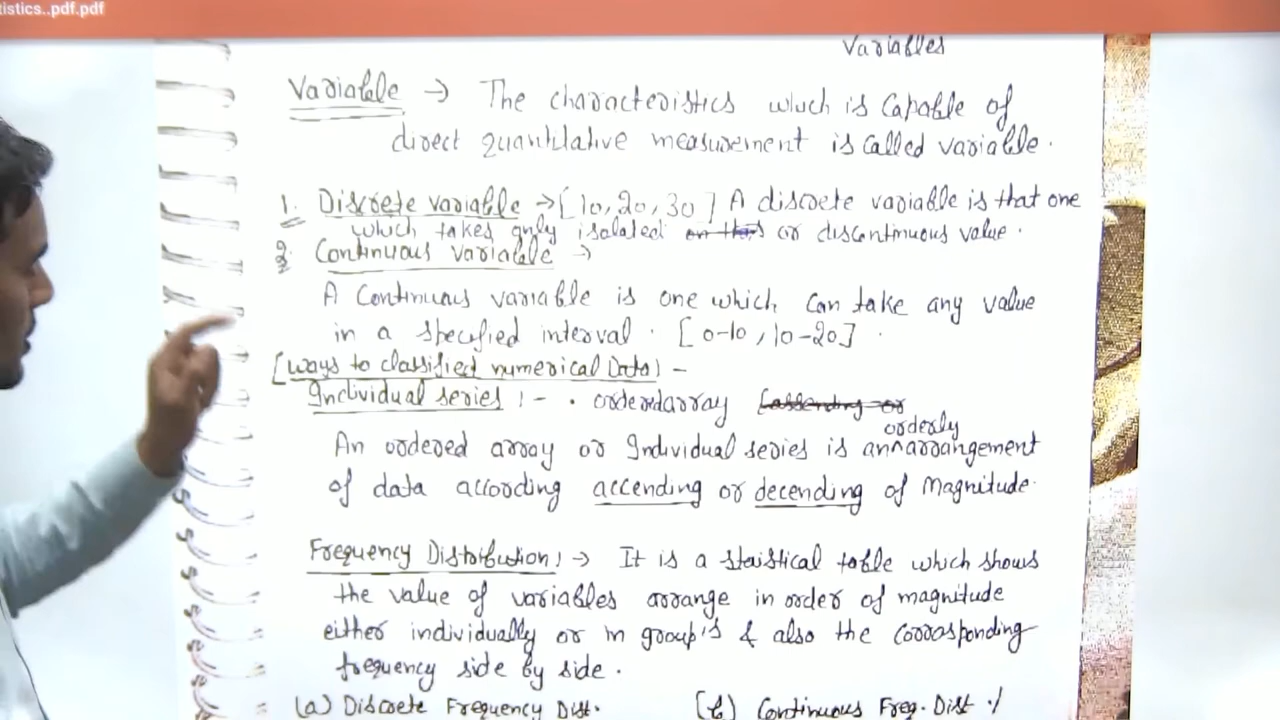 tistics..pdf.pdf
Variables
Variable → The characteristics which is capable of
direct quantitative measurement is called variable.
1. Discrete variable → [10, 20, 30] A discrete variable is that one
which takes only isolated or discontinuous value.
2. Continuous variable →
A Continuous variable is one which can take any value
in a specified interval. [0-10, 10-20]
[Ways to classified numerical Data] -
Individual series :- . orderdarray
orderly
An ordered array or Individual series is an arrangement
of data according accending or decending of Magnitude.
Frequency Distribution: → It is a staistical table which shows
the value of variables arrange in order of magnitude
either individually or in group's & also the corrosponding
frequency side by side.
(a) Discrete Frequency Dist. (b) Continuous Freq. Dist